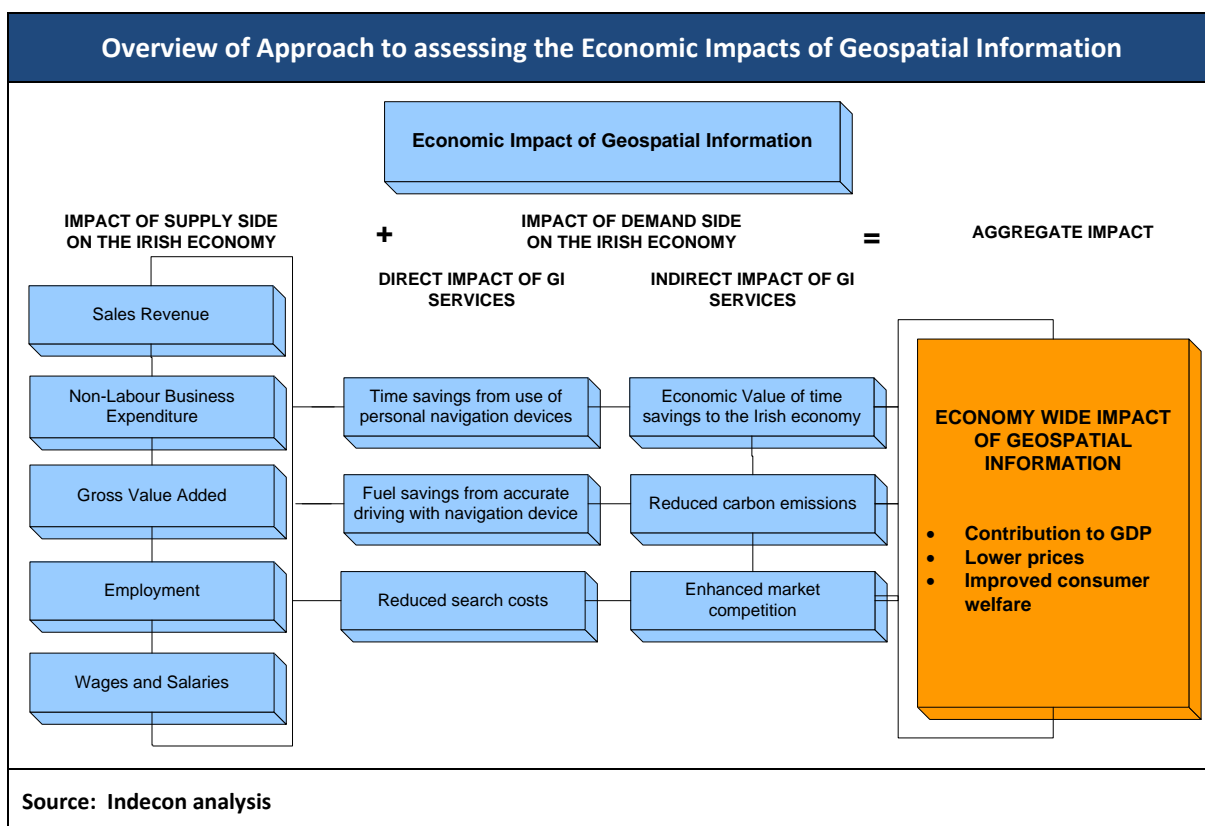 Overview of Approach to assessing the Economic Impacts of Geospatial Information
Economic Impact of Geospatial Information
IMPACT OF SUPPLY SIDE
ON THE IRISH ECONOMY
+
IMPACT OF DEMAND SIDE
ON THE IRISH ECONOMY
=
AGGREGATE IMPACT
DIRECT IMPACT OF GI
SERVICES
INDIRECT IMPACT OF GI
SERVICES
Sales Revenue
Non-Labour Business
Expenditure
Gross Value Added
Employment
Wages and Salaries
Time savings from use of
personal navigation devices
Fuel savings from accurate
driving with navigation device
Reduced search costs
Economic Value of time
savings to the Irish economy
Reduced carbon emissions
Enhanced market
competition
ECONOMY WIDE IMPACT
OF GEOSPATIAL
INFORMATION
• Contribution to GDP
• Lower prices
• Improved consumer
welfare
Source: Indecon analysis